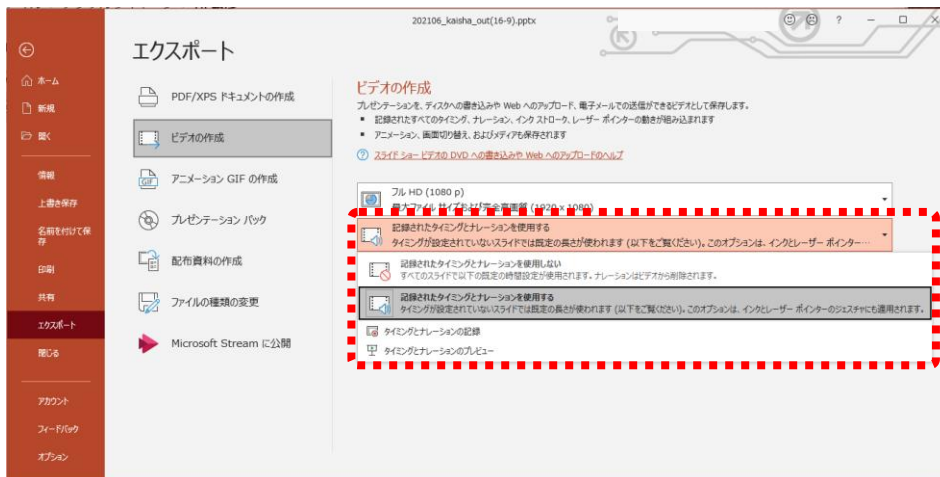 202106_kaisha_out(16-9).pptx
?
エクスポート
ホーム
新規
開く
情報
上書き保存
名前を付けて保
存
印刷
共有
エクスポート
閉じる
アカウント
フィードバック
オプション
PDF/XPS ドキュメントの作成
ビデオの作成
アニメーション GIF の作成
プレゼンテーション パック
配布資料の作成
ファイルの種類の変更
Microsoft Stream に公開
ビデオの作成
プレゼンテーションを、ディスクへの書き込みや Web へのアップロード、電子メールでの送信ができるビデオとして保存します。
▪ 記録されたすべてのタイミング、ナレーション、インク ストローク、レーザー ポインターの動きが組み込まれます
▪ アニメーション、画面切り替え、およびメディアも保存されます
スライド ショー ビデオの DVD への書き込みや Web へのアップロードのヘルプ
フル HD (1080 p)
最大ファイル サイズおよび完全高画質 (1920 x 1080)
記録されたタイミングとナレーションを使用する
タイミングが設定されていないスライドでは既定の長さが使われます (以下をご覧ください)。このオプションは、インクとレーザー ポインター…
記録されたタイミングとナレーションを使用しない
すべてのスライドで以下の既定の時間設定が使用されます。ナレーションはビデオから削除されます。
記録されたタイミングとナレーションを使用する
タイミングが設定されていないスライドでは既定の長さが使われます (以下をご覧ください)。このオプションは、インクとレーザー ポインターのジェスチャにも適用されます。
タイミングとナレーションの記録
タイミングとナレーションのプレビュー